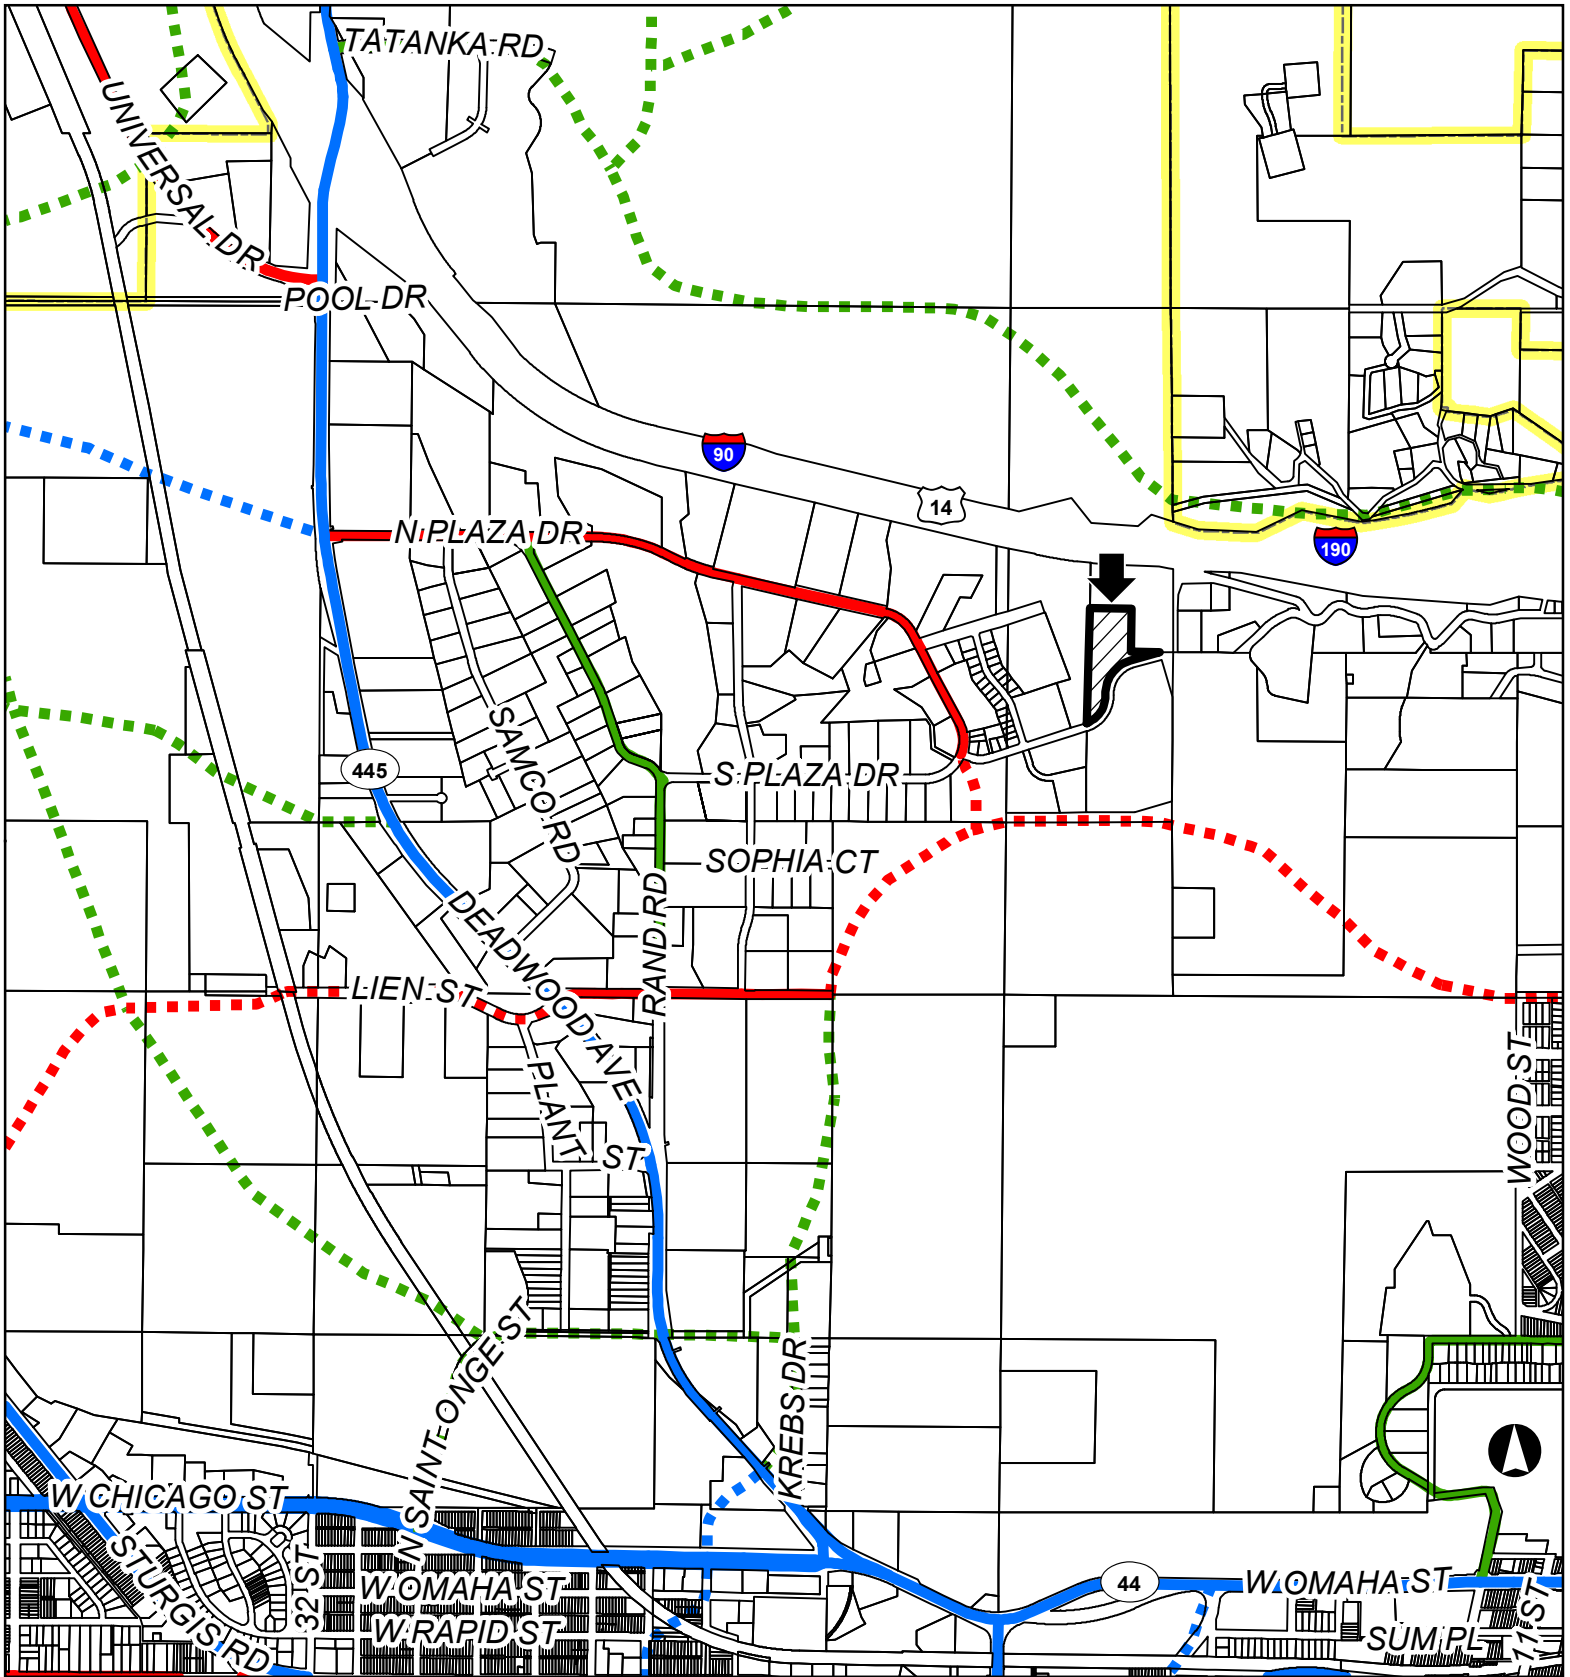 TATANKA RD
UNIVERSAL DR
POOL DR
90
14
N PLAZA DR
190
SAMCO RD
445
S PLAZA DR
SOPHIA CT
DEADWOOD AVE
RAND RD
LIEN ST
PLANT ST
WOOD ST
N SAINT ONGE ST
KREBS DR
W CHICAGO ST
STURGIS RD
32 ST
W OMAHA ST
44
W OMAHA ST
W RAPID ST
SUM PL
11 ST